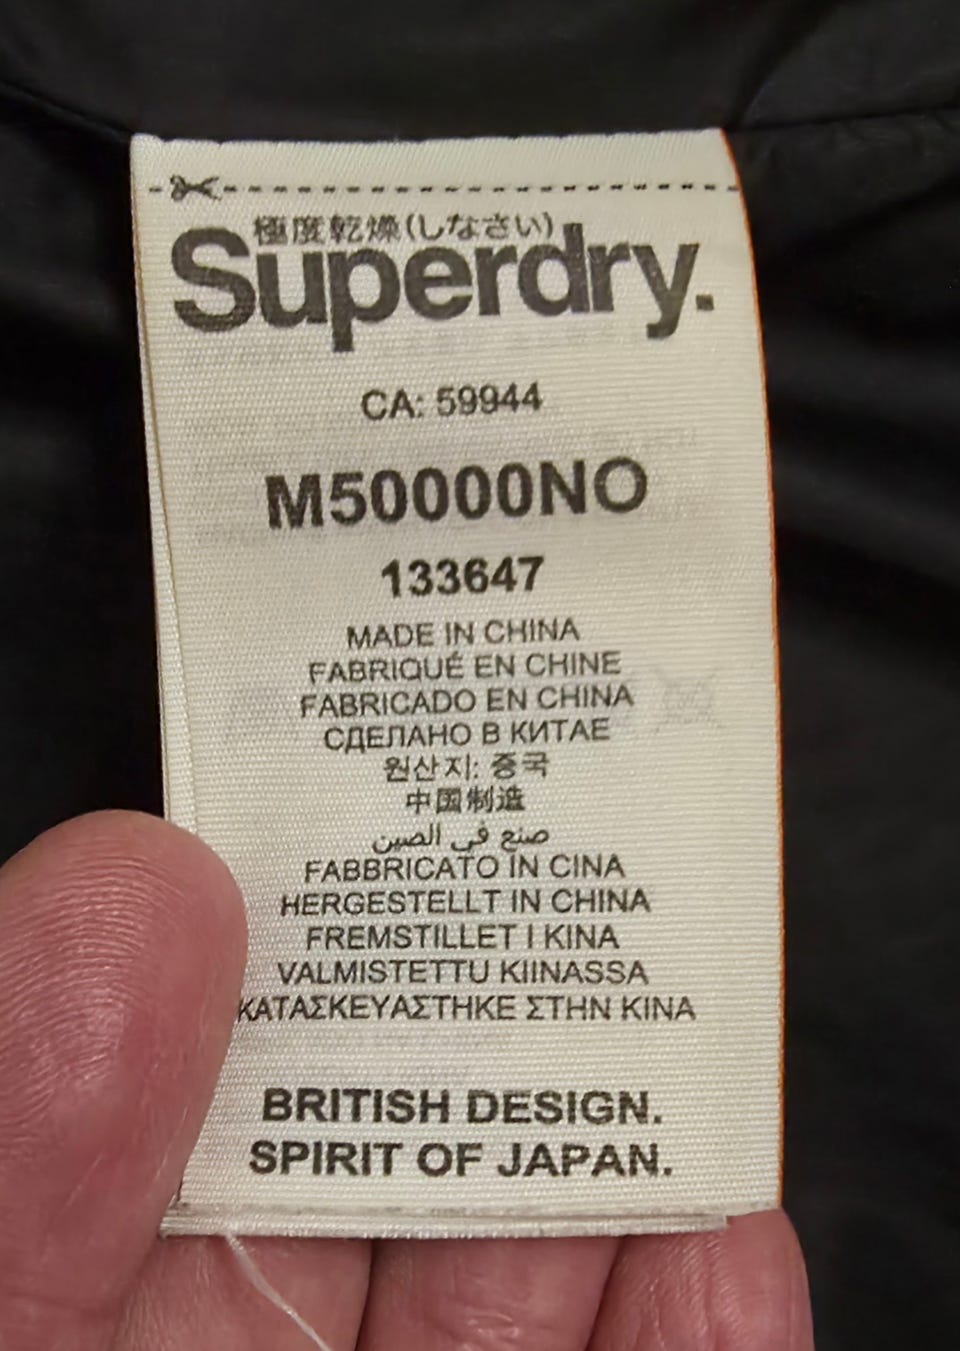 極度乾燥(しなさい)
Superdry.
CA: 59944
M50000NO
133647
MADE IN CHINA
FABRIQUÉ EN CHINE
FABRICADO EN CHINA
СДЕЛАНО В КИТАЕ
원산지: 중국
中国制造
صنع في الصين
FABBRICATO IN CINA
HERGESTELLT IN CHINA
FREMSTILLET I KINA
VALMISTETTU KIINASSA
ΚΑΤΑΣΚΕΥΑΣΤΗΚΕ ΣΤΗΝ ΚΙΝΑ
BRITISH DESIGN.
SPIRIT OF JAPAN.